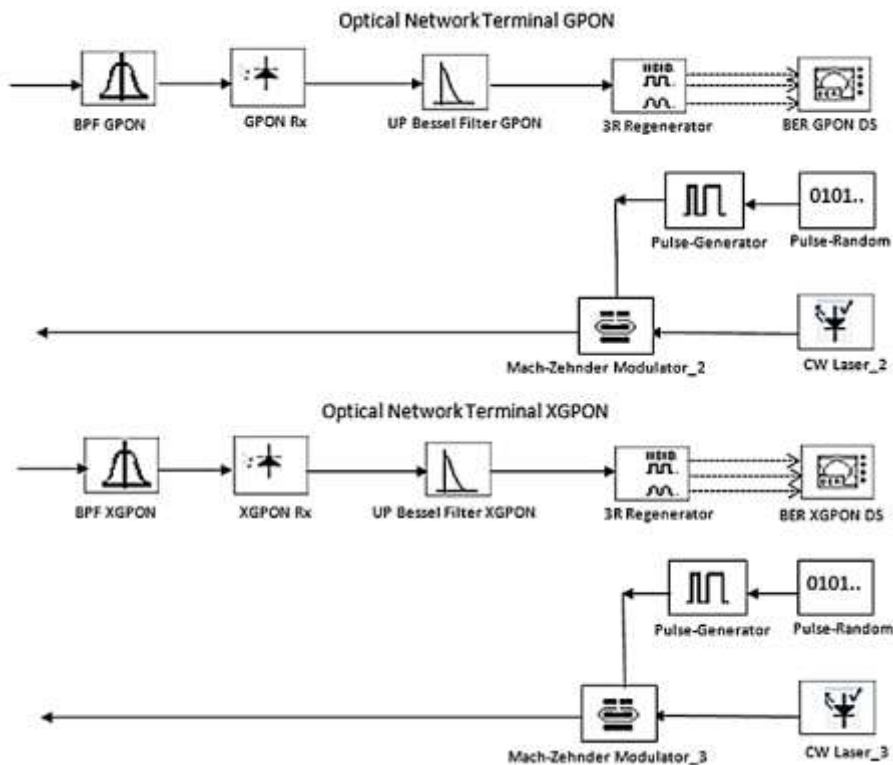 Optical Network Terminal GPON
BPF GPON
GPON Rx
UP Bessel Filter GPON
3R Regenerator
BER GPON DS
0101..
Pulse-Generator
Pulse-Random
Mach-Zehnder Modulator_2
CW Laser_2
Optical Network Terminal XGPON
BPF XGPON
XGPON Rx
UP Bessel Filter XGPON
3R Regenerator
BER XGPON DS
0101..
Pulse-Generator
Pulse-Random
Mach-Zehnder Modulator_3
CW Laser_3